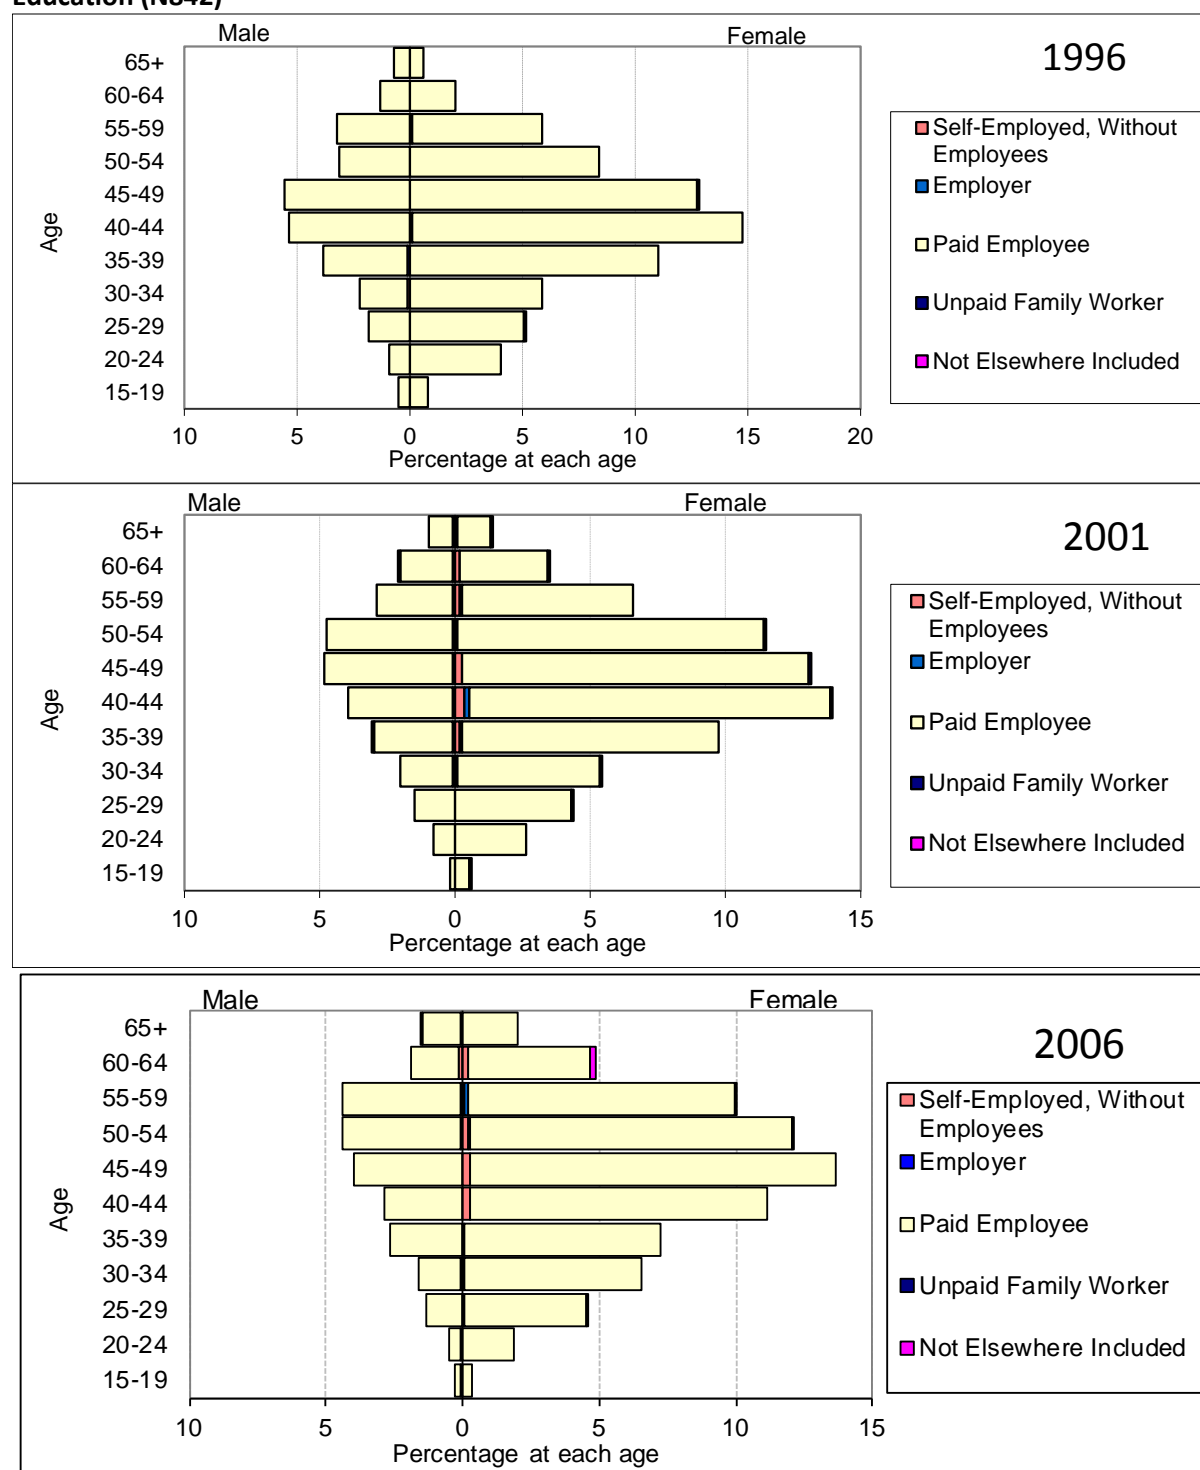 Education (N842)
Male
Female
1996
65+
60-64
55-59
50-54
45-49
40-44
35-39
30-34
25-29
20-24
15-19
Age
10 5 0 5 10 15 20
Percentage at each age
Self-Employed, Without
Employees
Employer
Paid Employee
Unpaid Family Worker
Not Elsewhere Included
Male
Female
2001
65+
60-64
55-59
50-54
45-49
40-44
35-39
30-34
25-29
20-24
15-19
Age
10 5 0 5 10 15
Percentage at each age
Self-Employed, Without
Employees
Employer
Paid Employee
Unpaid Family Worker
Not Elsewhere Included
Male
Female
2006
65+
60-64
55-59
50-54
45-49
40-44
35-39
30-34
25-29
20-24
15-19
Age
10 5 0 5 10 15
Percentage at each age
Self-Employed, Without
Employees
Employer
Paid Employee
Unpaid Family Worker
Not Elsewhere Included